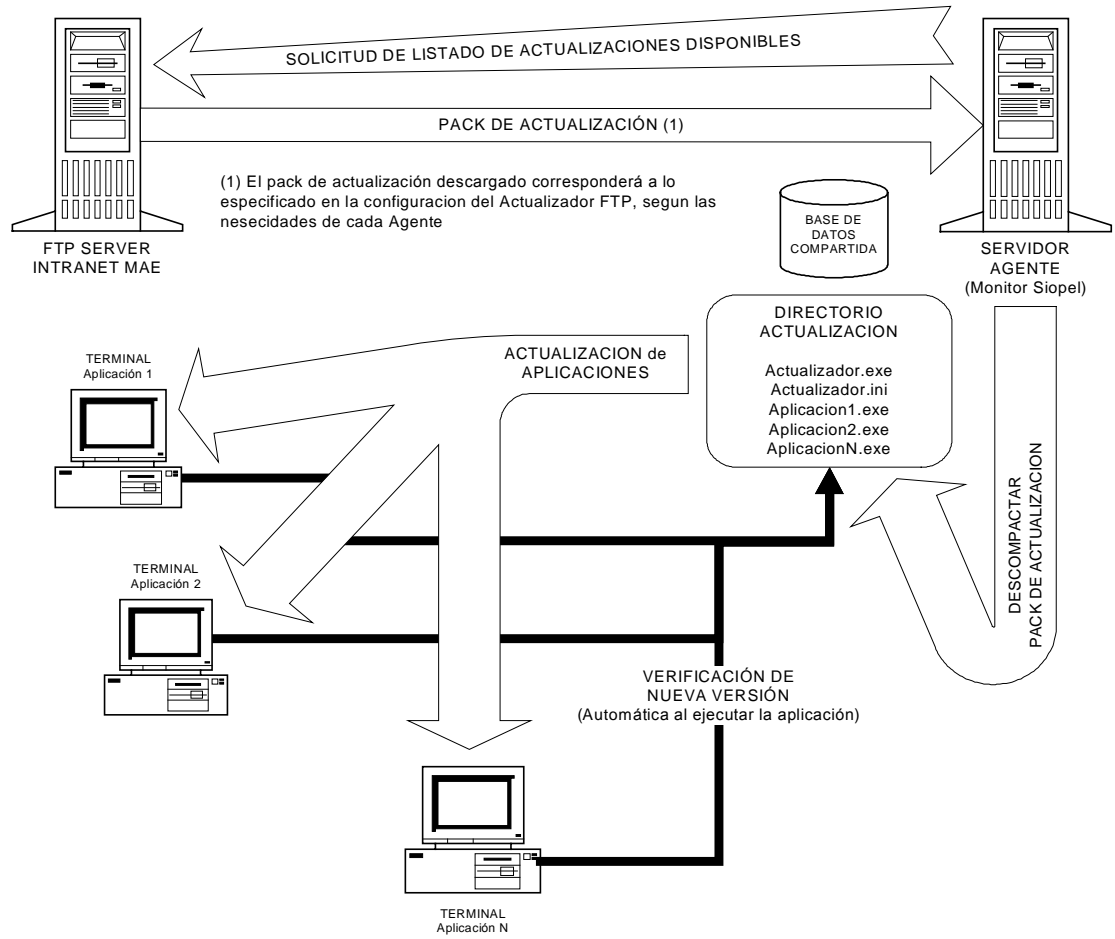 SOLICITUD DE LISTADO DE ACTUALIZACIONES DISPONIBLES
PACK DE ACTUALIZACIÓN (1)
(1) El pack de actualización descargado corresponderá a lo
especificado en la configuracion del Actualizador FTP, segun las
nesecidades de cada Agente
FTP SERVER
INTRANET MAE
BASE DE
DATOS
COMPARTIDA
SERVIDOR
AGENTE
(Monitor Siopel)
DIRECTORIO
ACTUALIZACION
Actualizador.exe
Actualizador.ini
Aplicacion1.exe
Aplicacion2.exe
AplicacionN.exe
ACTUALIZACION de
APLICACIONES
TERMINAL
Aplicación 1
DESCOMPACTAR
PACK DE ACTUALIZACION
TERMINAL
Aplicación 2
VERIFICACIÓN DE
NUEVA VERSIÓN
(Automática al ejecutar la aplicación)
TERMINAL
Aplicación N